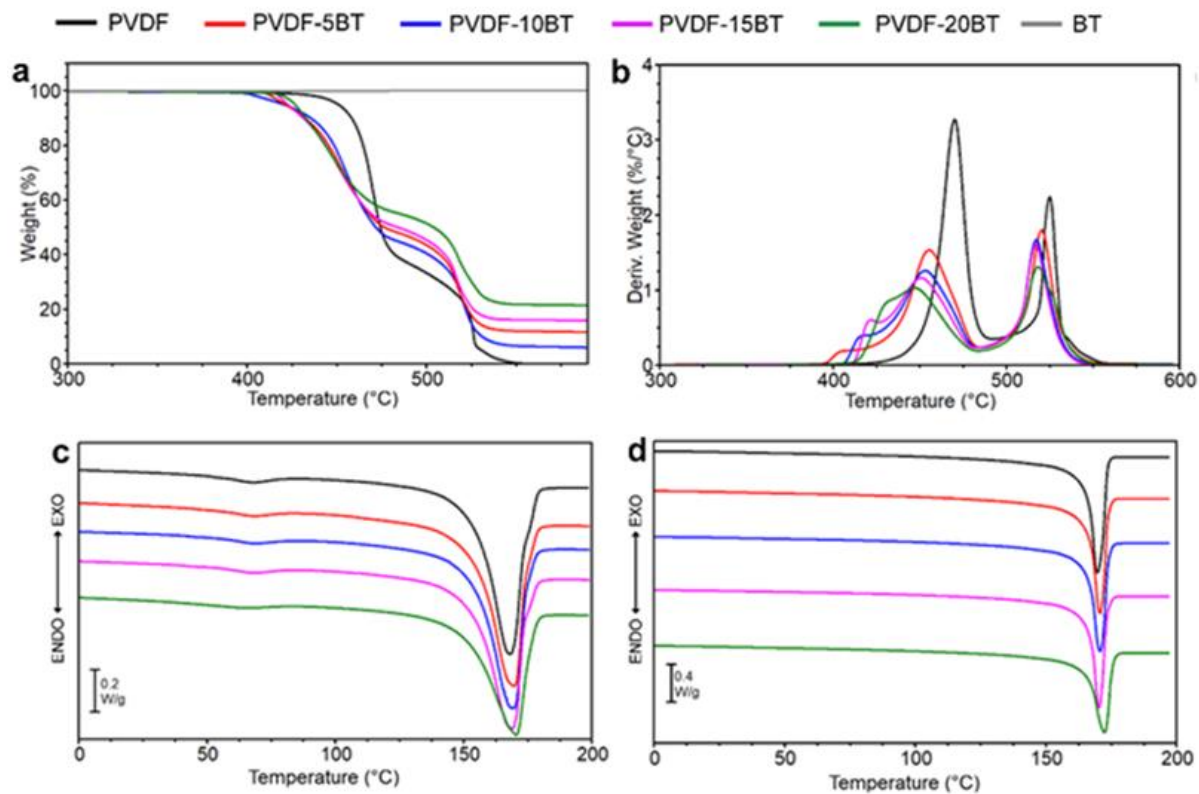 PVDF PVDF-5BT PVDF-10BT PVDF-15BT PVDF-20BT BT
a
100
80
60
40
20
0
Weight (%)
300 400 500
Temperature (°C)
b
4
3
2
1
0
Deriv. Weight (%/°C)
300 400 500 600
Temperature (°C)
c
ENDO EXO
0.2
W/g
0 50 100 150 200
Temperature (°C)
d
ENDO EXO
0.4
W/g
0 50 100 150 200
Temperature (°C)